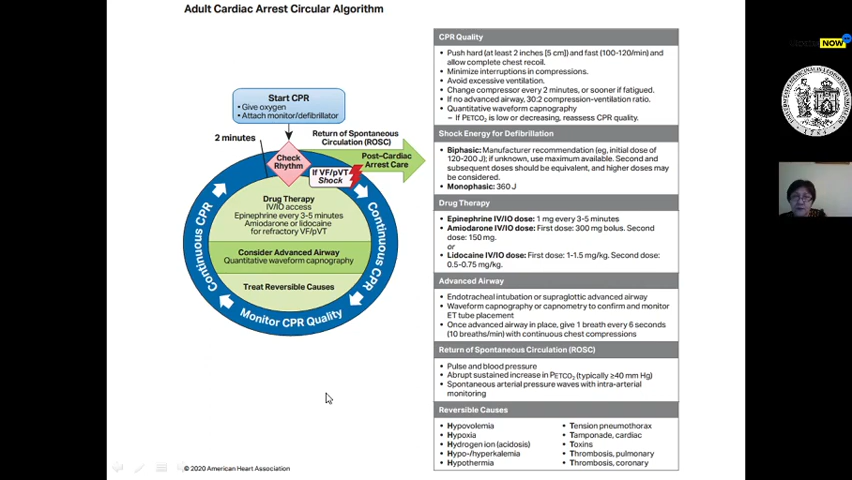 Adult Cardiac Arrest Circular Algorithm
Start CPR
• Give oxygen
• Attach monitor/defibrillator
2 minutes
Return of Spontaneous
Circulation (ROSC)
Check
Rhythm
Post–Cardiac
Arrest Care
If VF/pVT
Shock
Drug Therapy
IV/IO access
Epinephrine every 3-5 minutes
Amiodarone or lidocaine
for refractory VF/pVT
Consider Advanced Airway
Quantitative waveform capnography
Treat Reversible Causes
Continuous CPR
Continuous CPR
Monitor CPR Quality
© 2020 American Heart Association
CPR Quality
• Push hard (at least 2 inches [5 cm]) and fast (100-120/min) and
allow complete chest recoil.
• Minimize interruptions in compressions.
• Avoid excessive ventilation.
• Change compressor every 2 minutes, or sooner if fatigued.
• If no advanced airway, 30:2 compression-ventilation ratio.
• Quantitative waveform capnography
– If PETCO2 is low or decreasing, reassess CPR quality.
Shock Energy for Defibrillation
• Biphasic: Manufacturer recommendation (eg, initial dose of
120-200 J); if unknown, use maximum available. Second and
subsequent doses should be equivalent, and higher doses may
be considered.
• Monophasic: 360 J
Drug Therapy
• Epinephrine IV/IO dose: 1 mg every 3-5 minutes
• Amiodarone IV/IO dose: First dose: 300 mg bolus. Second
dose: 150 mg.
or
• Lidocaine IV/IO dose: First dose: 1-1.5 mg/kg. Second dose:
0.5-0.75 mg/kg.
Advanced Airway
• Endotracheal intubation or supraglottic advanced airway
• Waveform capnography or capnometry to confirm and monitor
ET tube placement
• Once advanced airway in place, give 1 breath every 6 seconds
(10 breaths/min) with continuous chest compressions
Return of Spontaneous Circulation (ROSC)
• Pulse and blood pressure
• Abrupt sustained increase in PETCO2 (typically ≥40 mm Hg)
• Spontaneous arterial pressure waves with intra-arterial
monitoring
Reversible Causes
• Hypovolemia
• Hypoxia
• Hydrogen ion (acidosis)
• Hypo-/hyperkalemia
• Hypothermia
• Tension pneumothorax
• Tamponade, cardiac
• Toxins
• Thrombosis, pulmonary
• Thrombosis, coronary
NOW